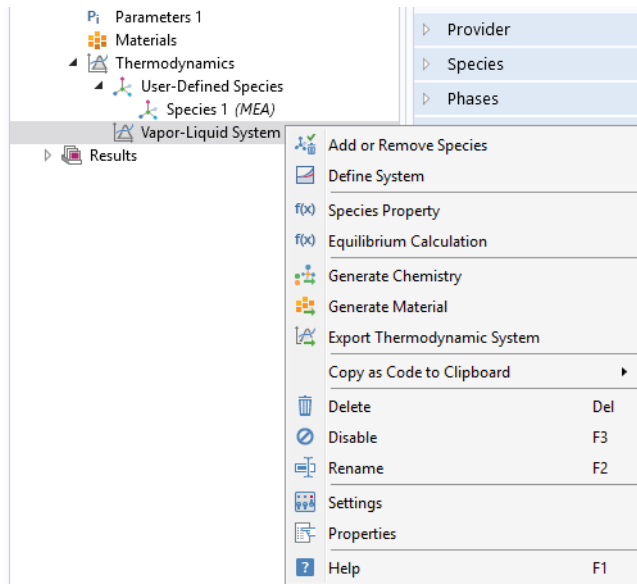 Pi Parameters 1
Materials
Thermodynamics
User-Defined Species
Species 1 (MEA)
Vapor-Liquid System
Results
Provider
Species
Phases
Add or Remove Species
Define System
f(x) Species Property
f(x) Equilibrium Calculation
Generate Chemistry
Generate Material
Export Thermodynamic System
Copy as Code to Clipboard
Delete Del
Disable F3
Rename F2
Settings
Properties
? Help F1